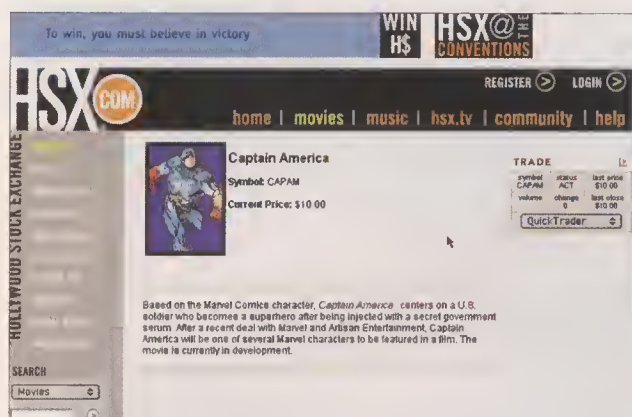 To win, you must believe in victory
WIN
H$
HSX@THE
CONVENTIONS
HSX.COM
REGISTER
LOGIN
home | movies | music | hsx.tv | community | help
HOLLYWOOD STOCK EXCHANGE
Captain America
Symbol: CAPAM
Current Price: $10.00
TRADE
symbol status last price
CAPAM ACT $10.00
volume change last close
0 $10.00
QuickTrader
Based on the Marvel Comics character, Captain America centers on a U.S.
soldier who becomes a superhero after being injected with a secret government
serum. After a recent deal with Marvel and Artisan Entertainment, Captain
America will be one of several Marvel characters to be featured in a film. The
movie is currently in development.
SEARCH
Movies